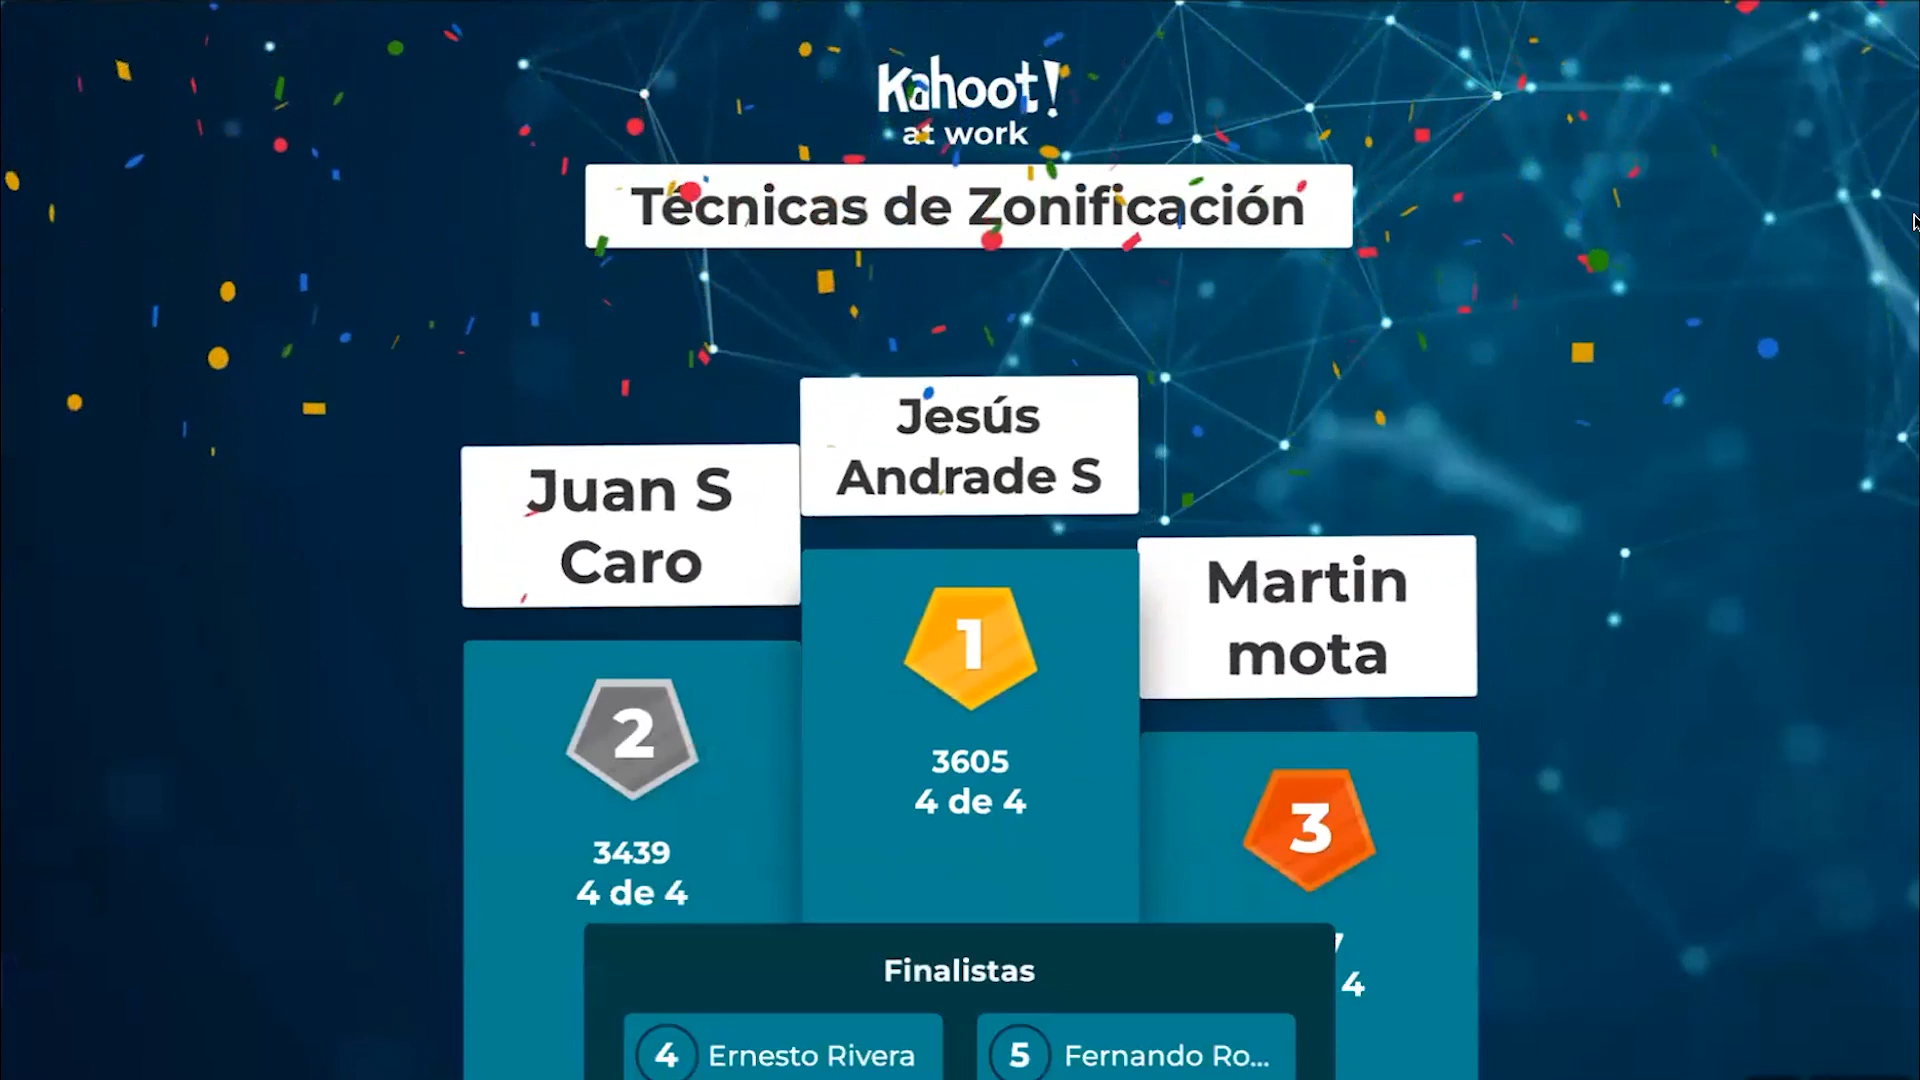 Kahoot!
at work
Técnicas de Zonificación
Jesús
Andrade S
Juan S
Caro
Martin
mota
1
3605
4 de 4
2
3439
4 de 4
3
4
Finalistas
4 Ernesto Rivera
5 Fernando Ro...